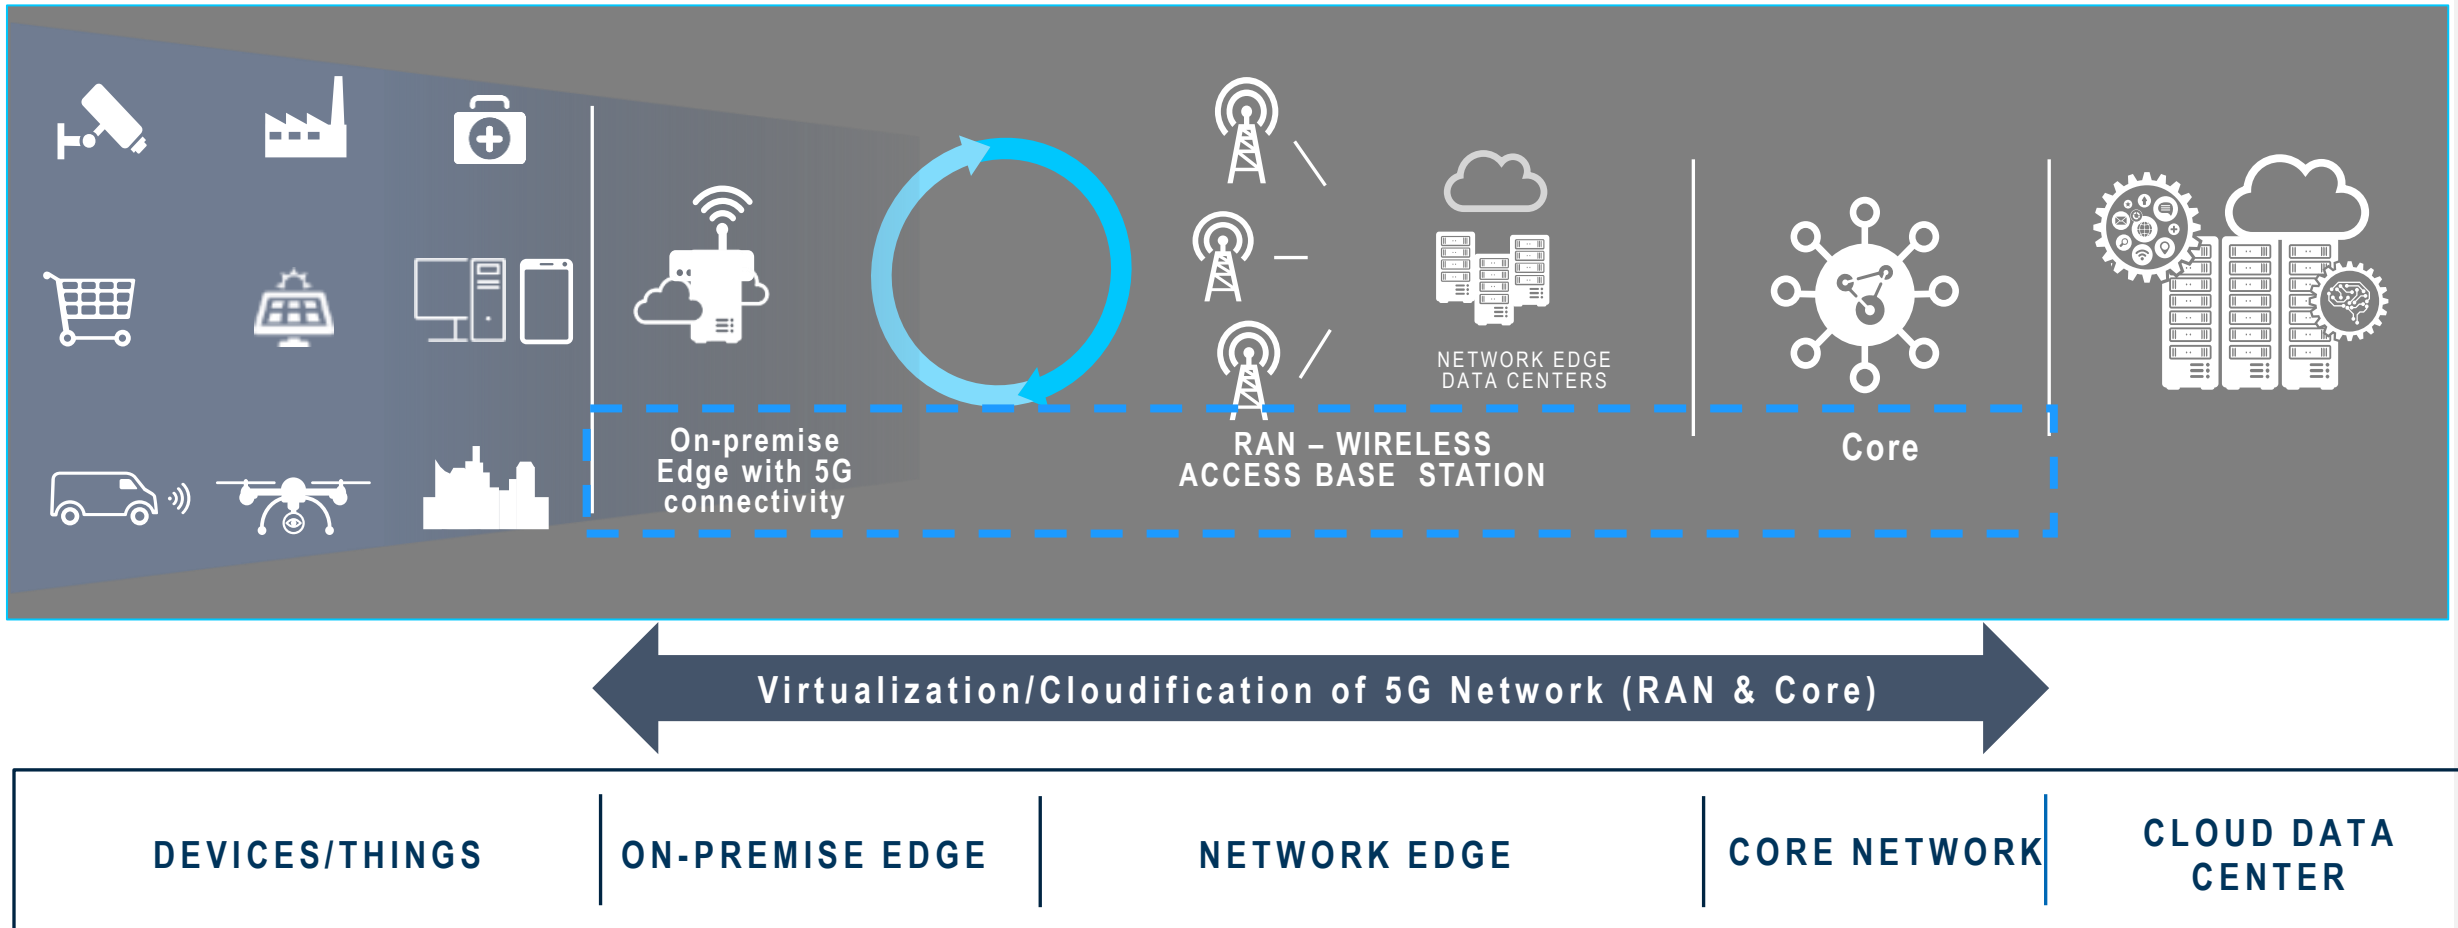 NETWORK EDGE
DATA CENTERS
On-premise
Edge with 5G
connectivity
RAN – WIRELESS
ACCESS BASE STATION
Core
Virtualization/Cloudification of 5G Network (RAN & Core)
DEVICES/THINGS
ON-PREMISE EDGE
NETWORK EDGE
CORE NETWORK
CLOUD DATA
CENTER